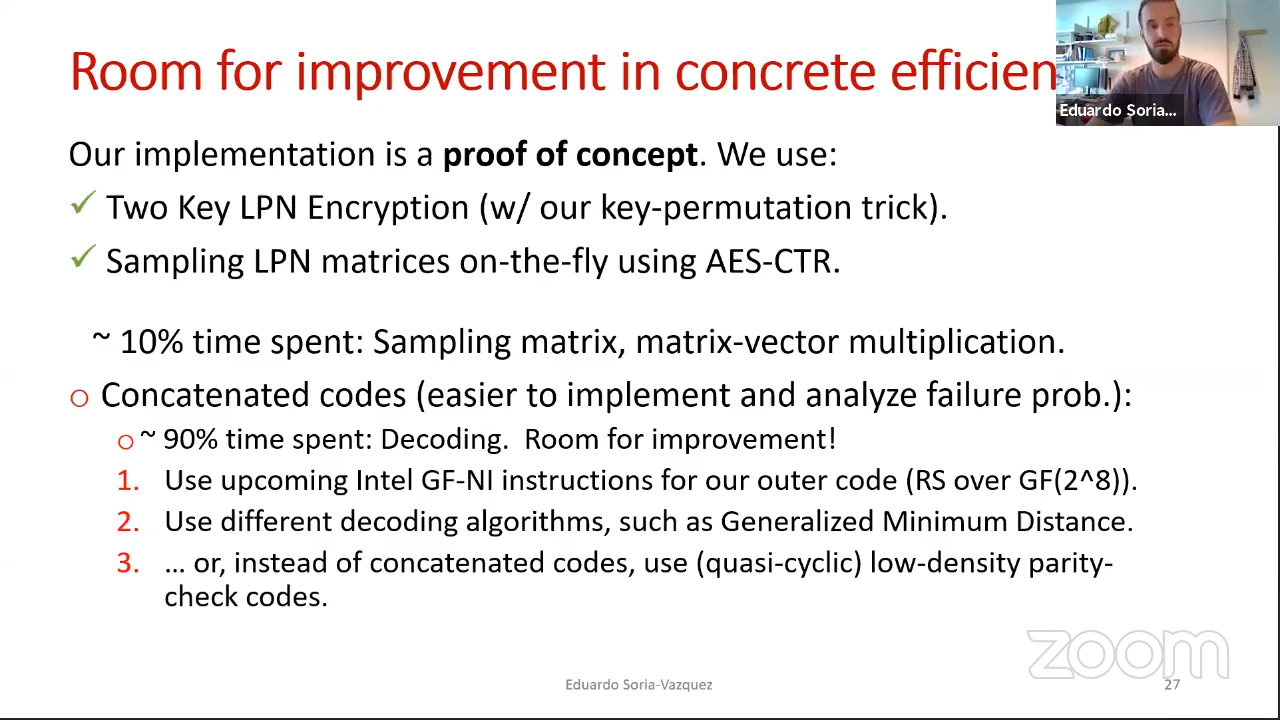 Room for improvement in concrete efficien
Eduardo Soria...
Our implementation is a proof of concept. We use:
✓ Two Key LPN Encryption (w/ our key-permutation trick).
✓ Sampling LPN matrices on-the-fly using AES-CTR.
~ 10% time spent: Sampling matrix, matrix-vector multiplication.
o Concatenated codes (easier to implement and analyze failure prob.):
o ~ 90% time spent: Decoding. Room for improvement!
1. Use upcoming Intel GF-NI instructions for our outer code (RS over GF(2^8)).
2. Use different decoding algorithms, such as Generalized Minimum Distance.
3. … or, instead of concatenated codes, use (quasi-cyclic) low-density parity-
check codes.
zoom
Eduardo Soria-Vazquez
27